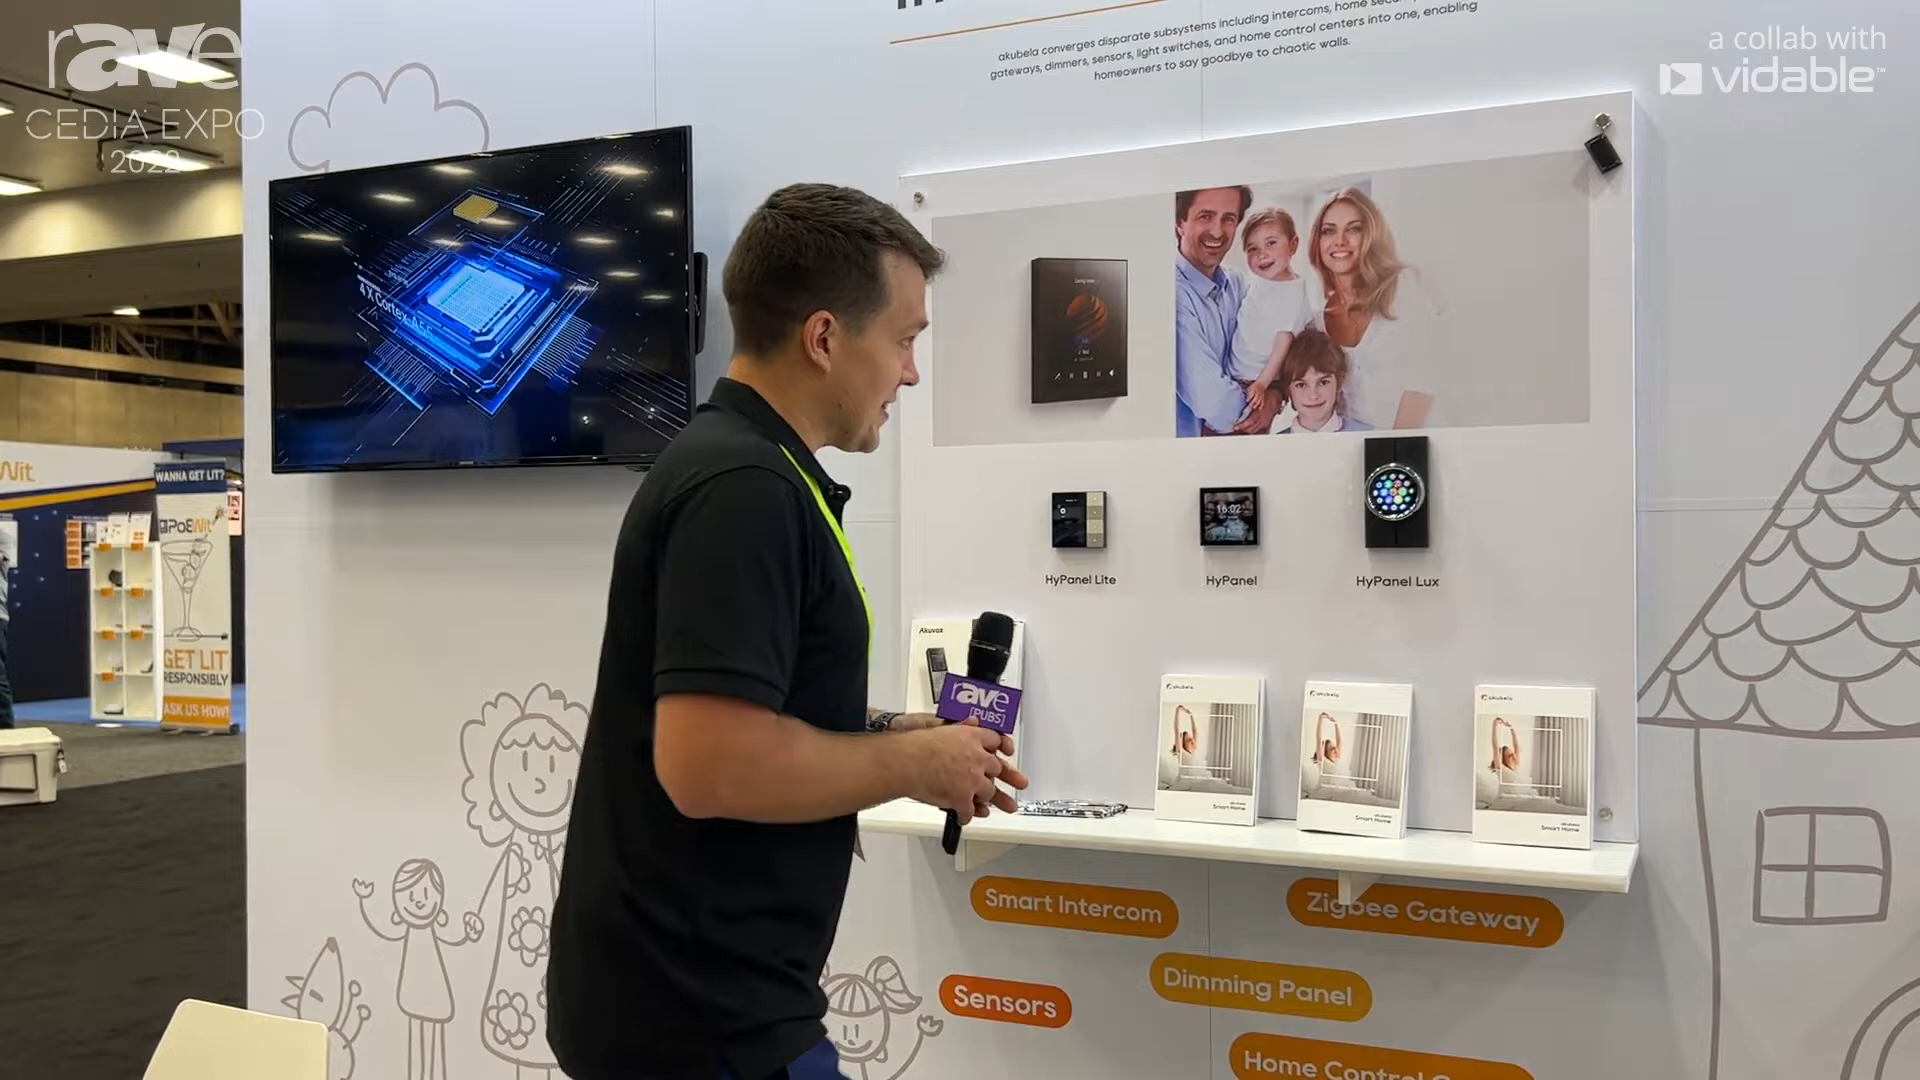 rave
CEDIA EXPO
2022
a collab with
vidable
akubela converges disparate subsystems including intercoms, home
gateways, dimmers, sensors, light switches, and home control centers into one, enabling
homeowners to say goodbye to chaotic walls.
4 X Cortex-A55
Wit
WANNA GET LIT?
PoEWit
GET LIT
RESPONSIBLY
ASK US HOW!
16:02
HyPanel Lite
HyPanel
HyPanel Lux
Akuvox
rave
[PUBS]
akubela
Smart Home
akubela
Smart Home
akubela
Smart Home
Smart Intercom
Zigbee Gateway
Dimming Panel
Sensors
Home Control